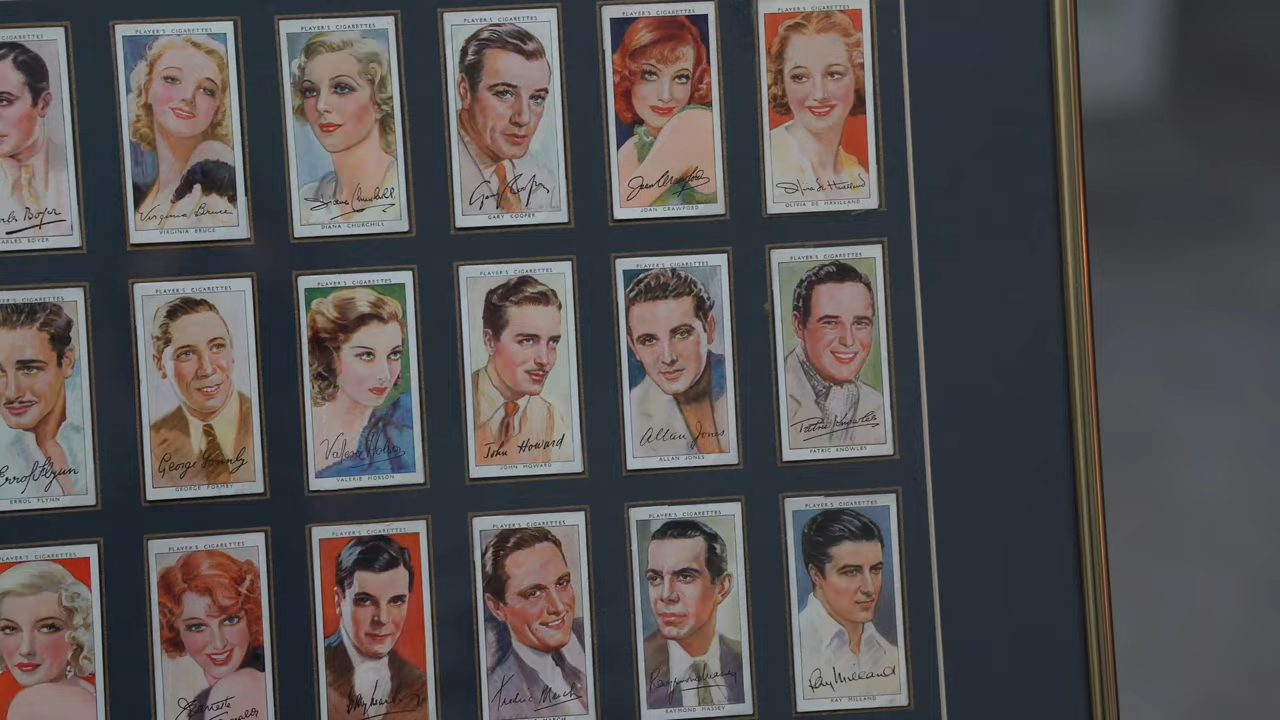 PLAYER'S CIGARETTES
PLAYER'S CIGARETTES
PLAYER'S CIGARETTES
PLAYER'S CIGARETTES
PLAYER'S CIGARETTES
Boyer
Virginia Bruce
Diana Churchill
Gary Cooper
Joan Crawford
Olivia de Havilland
ARLES BOYER
VIRGINIA BRUCE
DIANA CHURCHILL
GARY COOPER
JOAN CRAWFORD
OLIVIA DE HAVILLAND
PLAYER'S CIGARETTES
PLAYER'S CIGARETTES
PLAYER'S CIGARETTES
PLAYER'S CIGARETTES
PLAYER'S CIGARETTES
PLAYER'S CIGARETTES
Errol Flynn
George Formby
Valerie Hobson
John Howard
Allan Jones
Patric Knowles
ERROL FLYNN
GEORGE FORMBY
VALERIE HOBSON
JOHN HOWARD
ALLAN JONES
PATRIC KNOWLES
PLAYER'S CIGARETTES
PLAYER'S CIGARETTES
PLAYER'S CIGARETTES
PLAYER'S CIGARETTES
PLAYER'S CIGARETTES
PLAYER'S CIGARETTES
Jeanette
Fredric March
Raymond Massey
Ray Milland
MARCH
RAYMOND MASSEY
RAY MILLAND